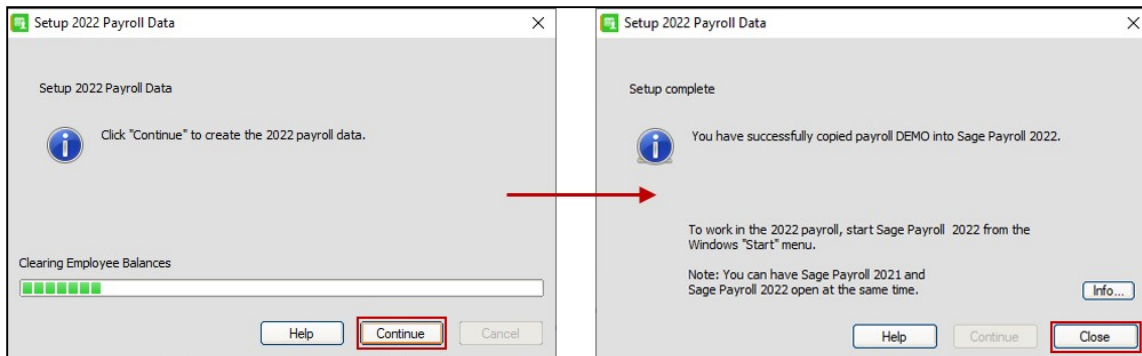 Setup 2022 Payroll Data
Setup 2022 Payroll Data
Click "Continue" to create the 2022 payroll data.
Clearing Employee Balances
Help
Continue
Cancel
Setup 2022 Payroll Data
Setup complete
You have successfully copied payroll DEMO into Sage Payroll 2022.
To work in the 2022 payroll, start Sage Payroll 2022 from the
Windows "Start" menu.
Note: You can have Sage Payroll 2021 and
Sage Payroll 2022 open at the same time.
Info...
Help
Continue
Close